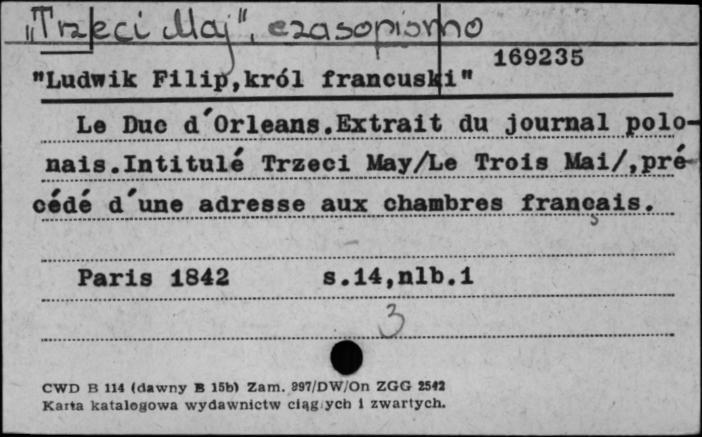 „Trzeci Maj", czasopismo
169235
"Ludwik Filip,król francuski"
Le Duc d'Orleans.Extrait du journal polo-
nais.Intitulé Trzeci May/Le Trois Mai/,pré-
cédé d'une adresse aux chambres français.
Paris 1842 s.14,nlb.1
3
CWD B 114 (dawny B 15b) Zam. 997/DW/On ZGG 2542
Karta katalogowa wydawnictw ciągłych i zwartych.